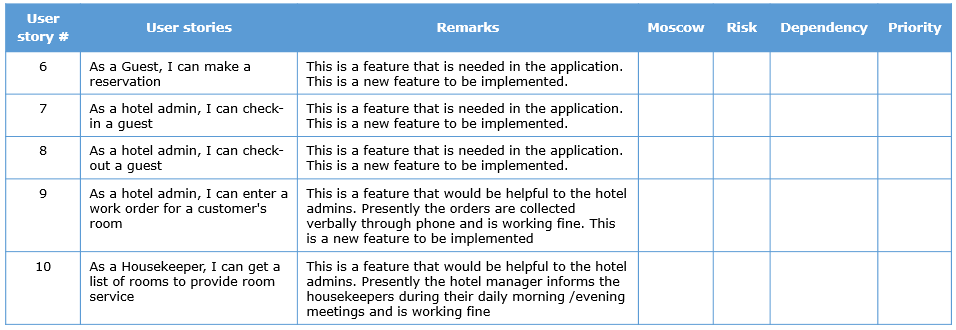 User story # User stories Remarks Moscow Risk Dependency Priority
6 As a Guest, I can make a reservation This is a feature that is needed in the application. This is a new feature to be implemented.
7 As a hotel admin, I can check-in a guest This is a feature that is needed in the application. This is a new feature to be implemented.
8 As a hotel admin, I can check-out a guest This is a feature that is needed in the application. This is a new feature to be implemented.
9 As a hotel admin, I can enter a work order for a customer's room This is a feature that would be helpful to the hotel admins. Presently the orders are collected verbally through phone and is working fine. This is a new feature to be implemented
10 As a Housekeeper, I can get a list of rooms to provide room service This is a feature that would be helpful to the hotel admins. Presently the hotel manager informs the housekeepers during their daily morning /evening meetings and is working fine